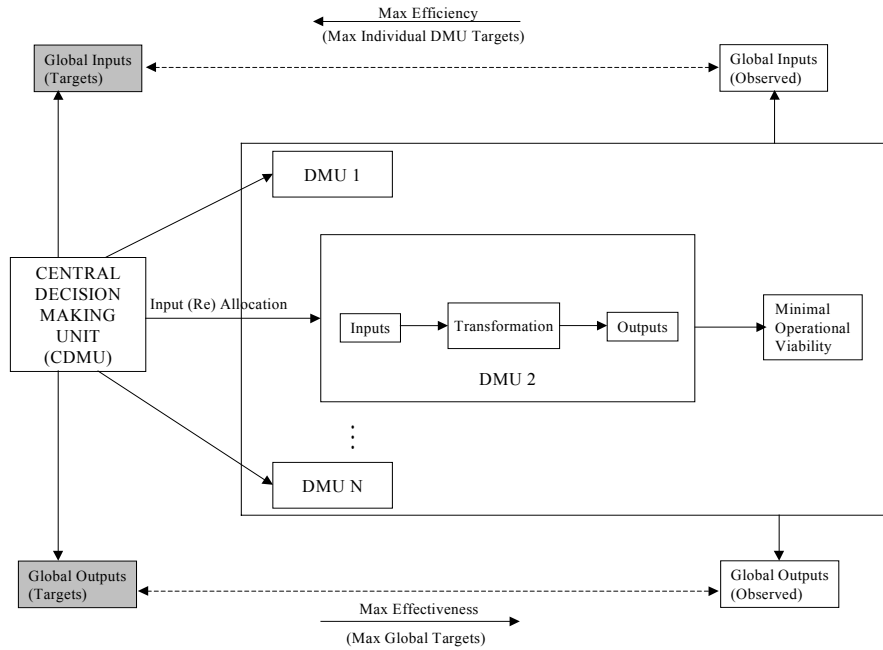 Max Efficiency
(Max Individual DMU Targets)
Global Inputs
(Targets)
Global Inputs
(Observed)
DMU 1
CENTRAL
DECISION
MAKING
UNIT
(CDMU)
Input (Re) Allocation
Inputs
Transformation
Outputs
DMU 2
Minimal
Operational
Viability
DMU N
Global Outputs
(Targets)
Global Outputs
(Observed)
Max Effectiveness
(Max Global Targets)